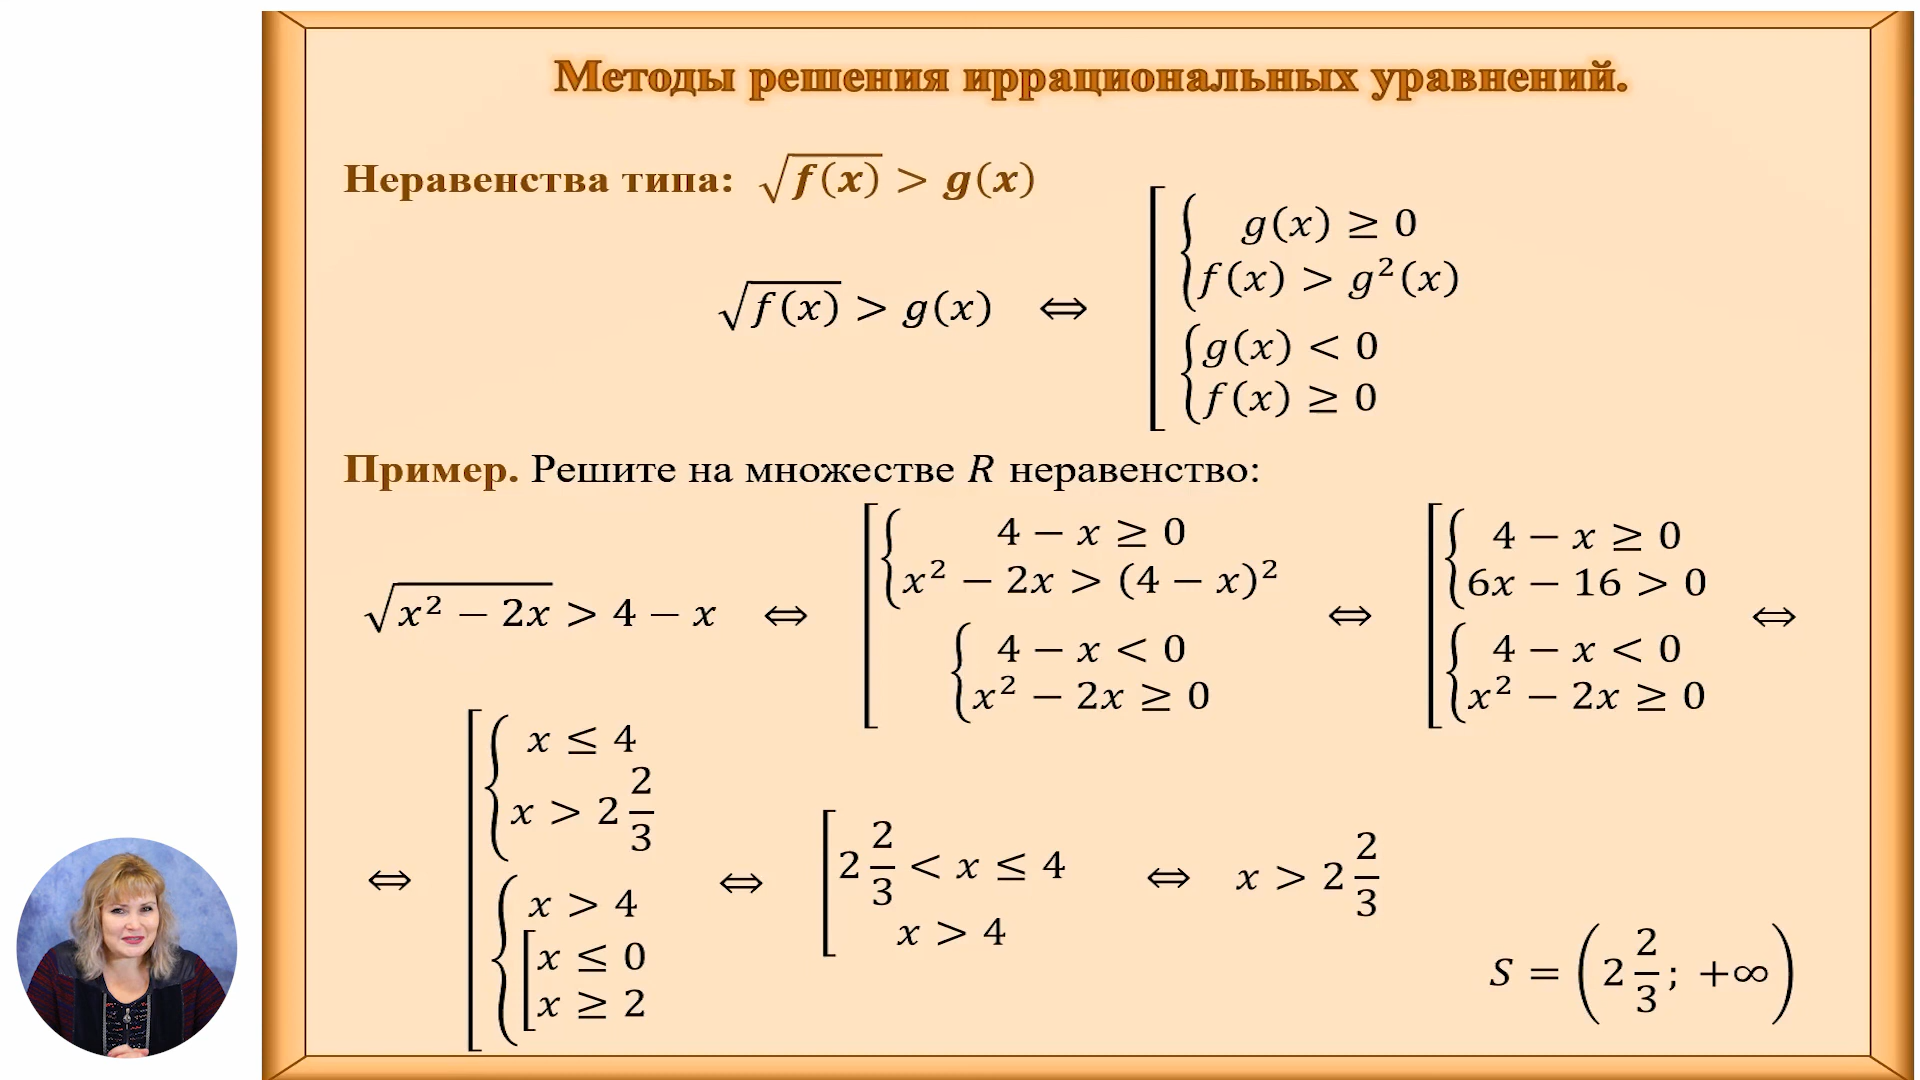 Методы решения иррациональных уравнений.
Неравенства типа: √f(x) > g(x)
√f(x) > g(x) ⇔ [ { g(x) ≥ 0
f(x) > g²(x)
{ g(x) < 0
f(x) ≥ 0
Пример. Решите на множестве R неравенство:
√x² − 2x > 4 − x ⇔ [ { 4 − x ≥ 0
x² − 2x > (4 − x)²
{ 4 − x < 0
x² − 2x ≥ 0
⇔ [ { 4 − x ≥ 0
6x − 16 > 0
{ 4 − x < 0
x² − 2x ≥ 0 ⇔
⇔ [ { x ≤ 4
x > 2 2/3
{ x > 4
[ x ≤ 0
x ≥ 2
⇔ [ 2 2/3 < x ≤ 4
x > 4
⇔ x > 2 2/3
S = (2 2/3; +∞)